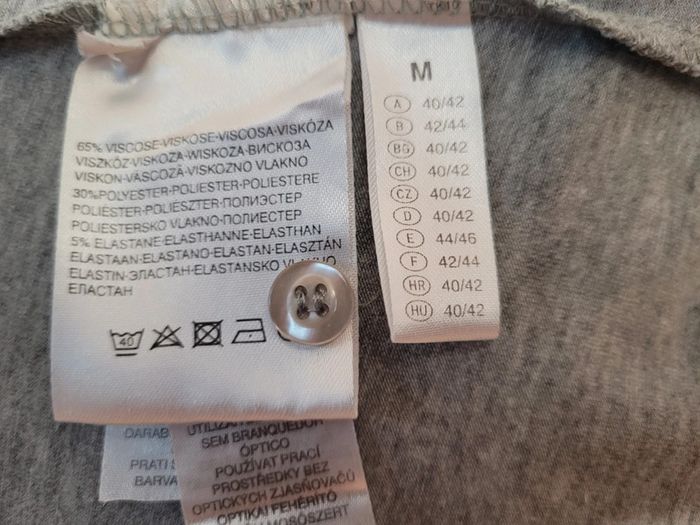 65% VISCOSE·VISKOSE·VISCOSA·VISKÓZA
VISZKÓZ·VISKOZA·WISKOZA·ВИСКОЗА
VISKON·VÂSCOZĂ·VISKOZNO VLAKNO
30%POLYESTER·POLIESTER·POLIESTERE
POLIESTER·POLIÉSZTER·ПОЛИЭСТЕР
POLIESTERSKO VLAKNO·ПОЛИЕСТЕР
5% ELASTANE·ELASTHANNE·ELASTHAN
ELASTAAN·ELASTANO·ELASTAN·ELASZTÁN
ELASTIN·ЭЛАСТАН·ELASTANSKO
ЕЛАСТАН
40
DARAB
PRATI
BARVA
SEM BRANQUEDOR
ÓPTICO
POUŽÍVAT PRACÍ
PROSTŘEDKY BEZ
OPTICKÝCH ZJASŇOVAČŮ
OPTIKAI FEHÉRÍTŐ
M
A 40/42
B 42/44
BG 40/42
CH 40/42
CZ 40/42
D 40/42
E 44/46
F 42/44
HR 40/42
HU 40/42